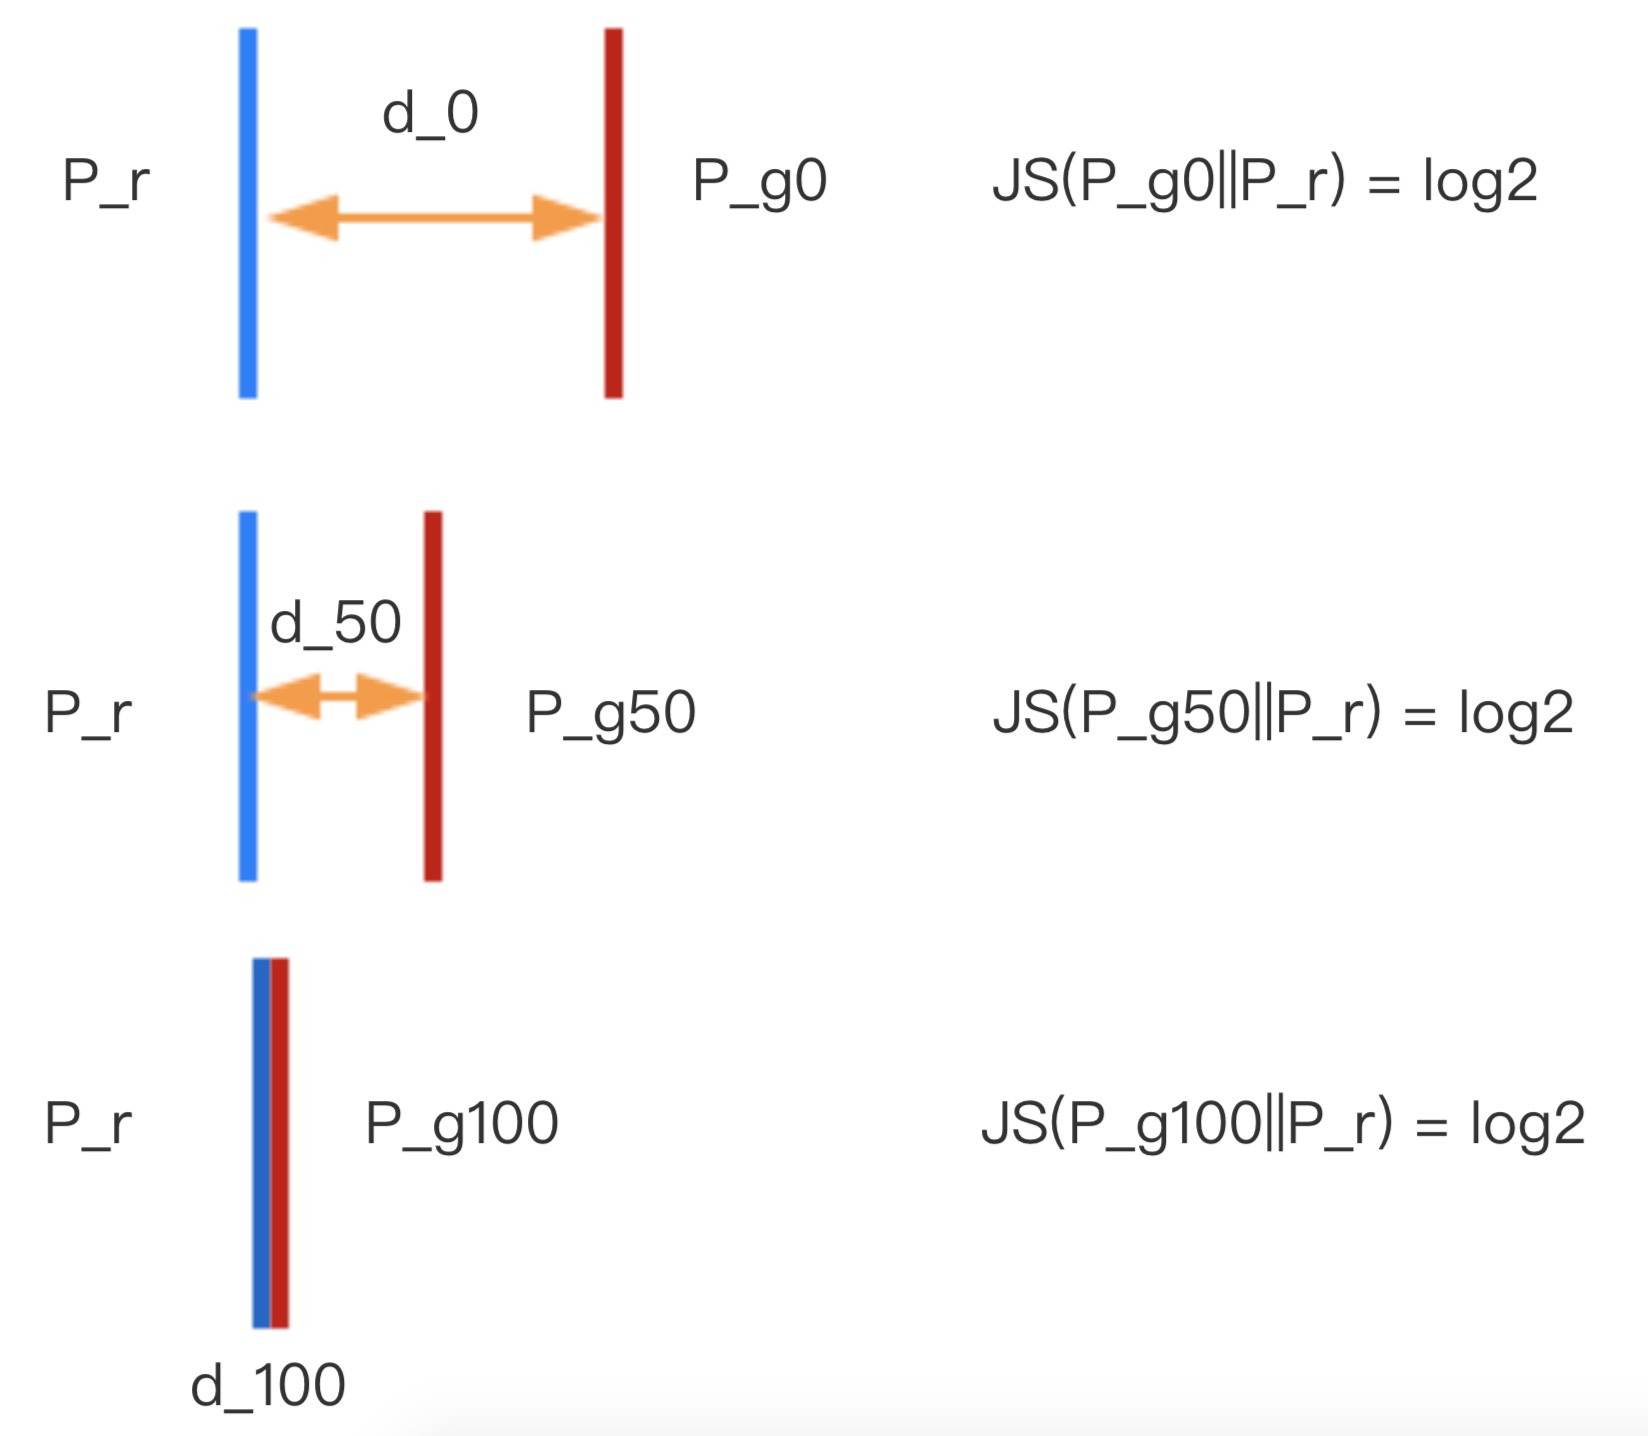 d_0
P_r
P_g0
JS(P_g0||P_r) = log2
d_50
P_r
P_g50
JS(P_g50||P_r) = log2
P_r
P_g100
JS(P_g100||P_r) = log2
d_100